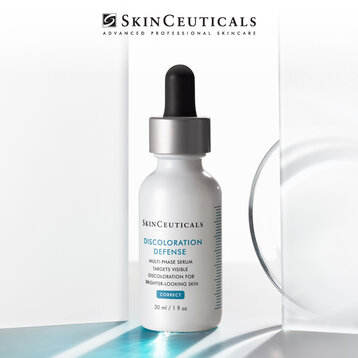 SKINCEUTICALS
ADVANCED PROFESSIONAL SKINCARE
SKINCEUTICALS
DISCOLORATION
DEFENSE
MULTI-PHASE SERUM
TARGETS VISIBLE
DISCOLORATION FOR
BRIGHTER-LOOKING SKIN
CORRECT
30 ml / 1 fl oz